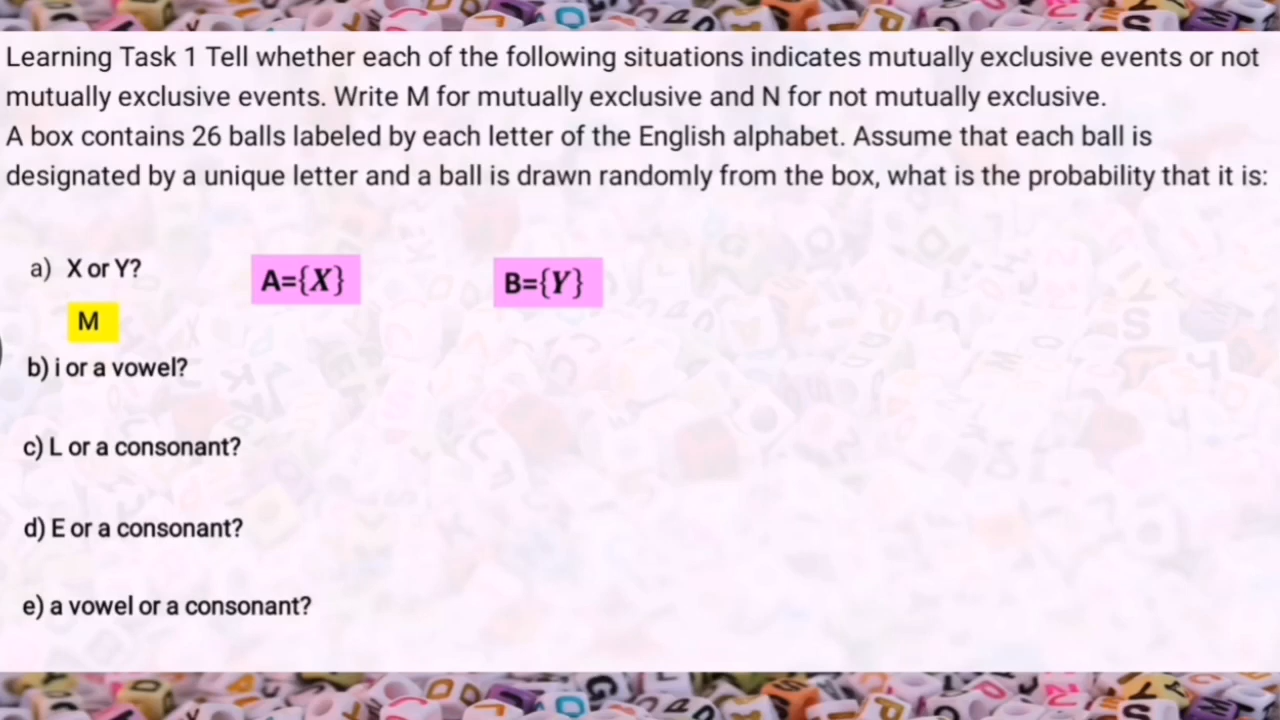 Learning Task 1 Tell whether each of the following situations indicates mutually exclusive events or not
mutually exclusive events. Write M for mutually exclusive and N for not mutually exclusive.
A box contains 26 balls labeled by each letter of the English alphabet. Assume that each ball is
designated by a unique letter and a ball is drawn randomly from the box, what is the probability that it is:
a) X or Y? A={X} B={Y}
M
b) i or a vowel?
c) L or a consonant?
d) E or a consonant?
e) a vowel or a consonant?